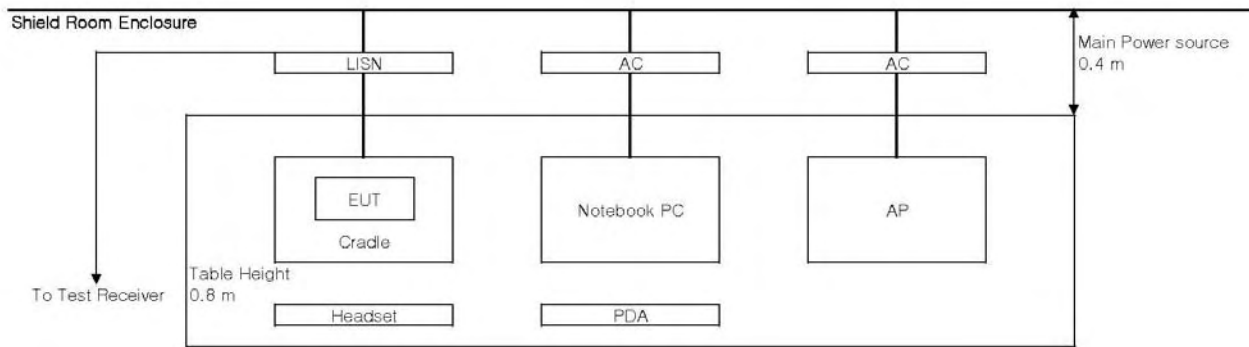 Shield Room Enclosure
LISN
AC
AC
Main Power source
0.4 m
EUT
Cradle
Notebook PC
AP
Table Height
0.8 m
To Test Receiver
Headset
PDA